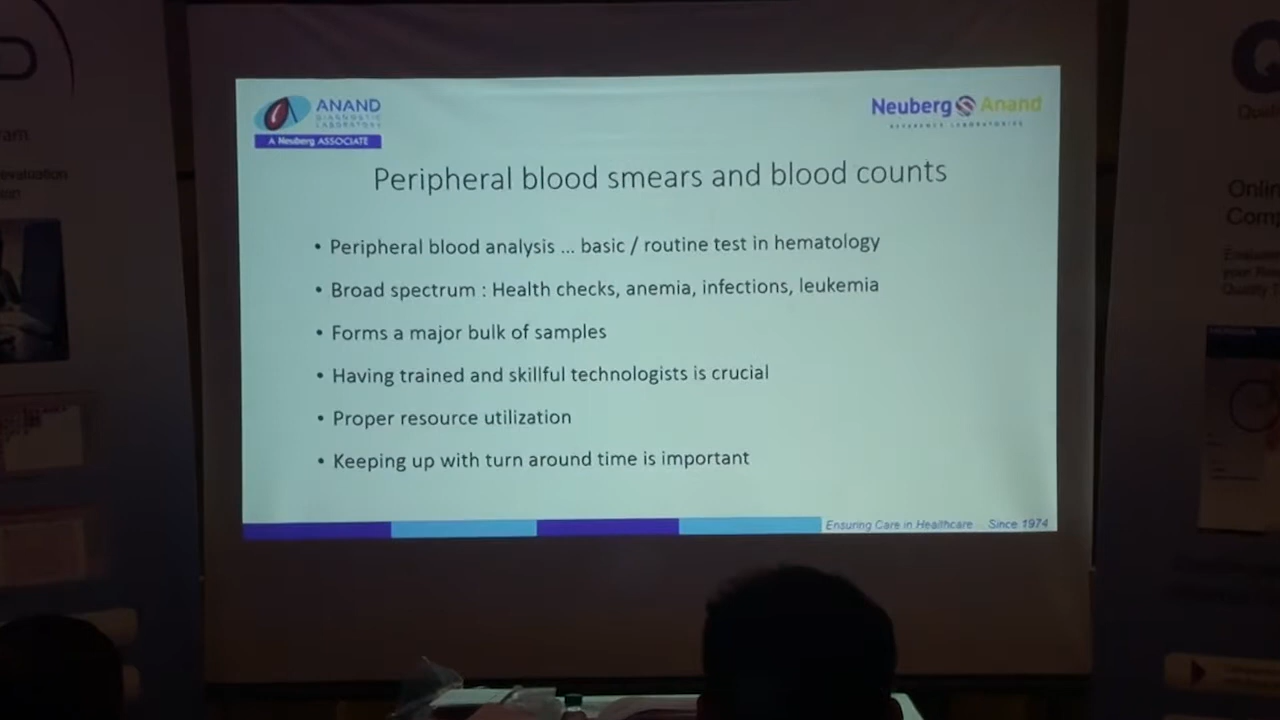 ANAND
DIAGNOSTIC
LABORATORY
A Neuberg ASSOCIATE
Neuberg Anand
REFERENCE LABORATORIES
Peripheral blood smears and blood counts
• Peripheral blood analysis ... basic / routine test in hematology
• Broad spectrum : Health checks, anemia, infections, leukemia
• Forms a major bulk of samples
• Having trained and skillful technologists is crucial
• Proper resource utilization
• Keeping up with turn around time is important
Ensuring Care in Healthcare Since 1974
evaluation